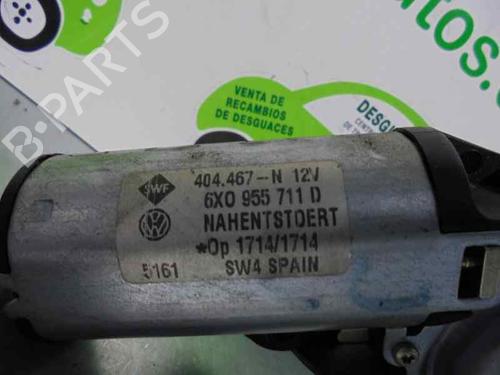 B-PARTS
VENTA DE
RECAMBIOS
DE DESGUACES
SWF
404.467-N 12V
6X0 955 711 D
NAHENTSTOERT
*Op 1714/1714
5161 SW4 SPAIN